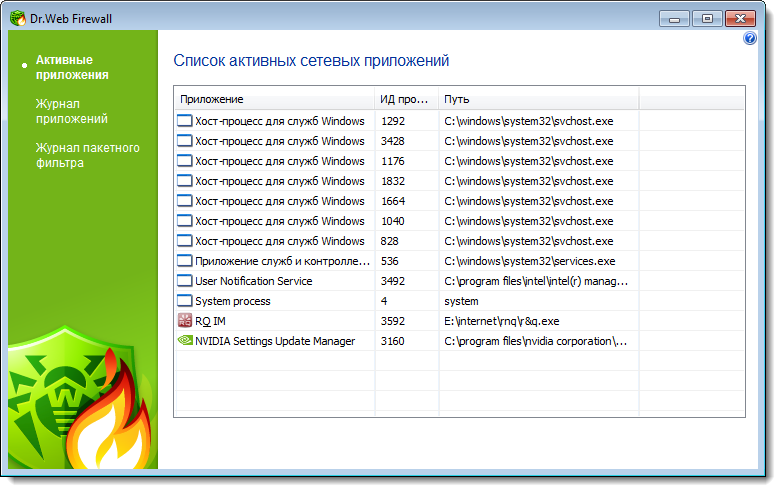 Dr.Web Firewall
Активные
приложения
Журнал
приложений
Журнал пакетного
фильтра
Список активных сетевых приложений
Приложение ИД про... Путь
Хост-процесс для служб Windows 1292 C:\windows\system32\svchost.exe
Хост-процесс для служб Windows 3428 C:\windows\system32\svchost.exe
Хост-процесс для служб Windows 1176 C:\windows\system32\svchost.exe
Хост-процесс для служб Windows 1832 C:\windows\system32\svchost.exe
Хост-процесс для служб Windows 1664 C:\windows\system32\svchost.exe
Хост-процесс для служб Windows 1040 C:\windows\system32\svchost.exe
Хост-процесс для служб Windows 828 C:\windows\system32\svchost.exe
Приложение служб и контролле... 536 C:\windows\system32\services.exe
User Notification Service 3492 C:\program files\intel\intel(r) manag...
System process 4 system
RQ IM 3592 E:\internet\rnq\r&q.exe
NVIDIA Settings Update Manager 3160 C:\program files\nvidia corporation\...